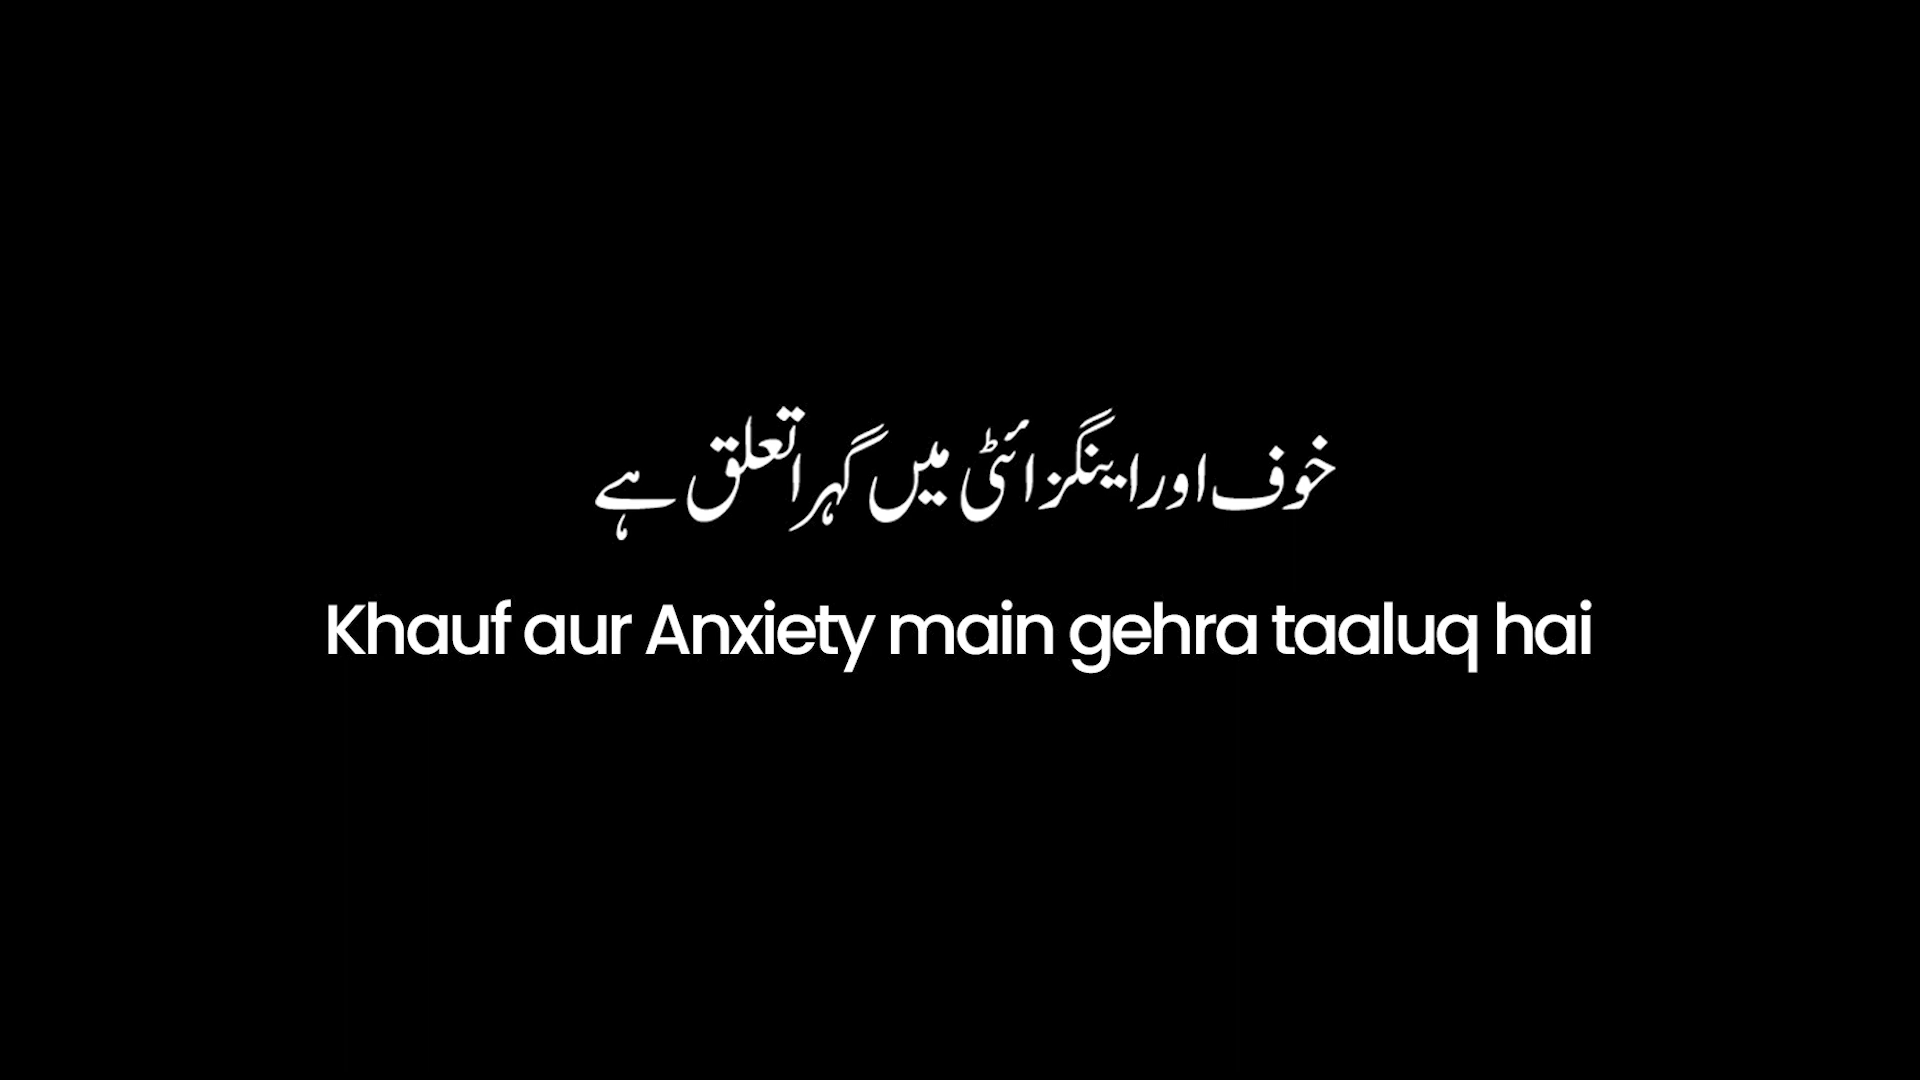 خوف اور اینگزائٹی میں گہرا تعلق ہے
Khauf aur Anxiety main gehra taaluq hai